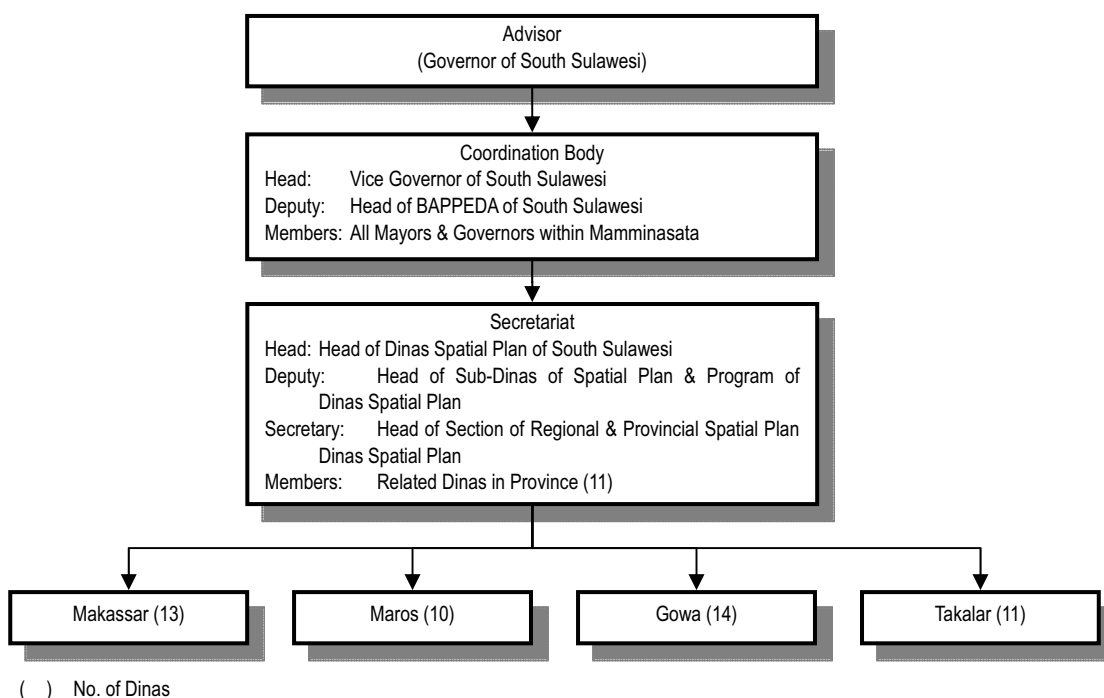 Advisor
(Governor of South Sulawesi)
Coordination Body
Head: Vice Governor of South Sulawesi
Deputy: Head of BAPPEDA of South Sulawesi
Members: All Mayors & Governors within Mamminasata
Secretariat
Head: Head of Dinas Spatial Plan of South Sulawesi
Deputy: Head of Sub-Dinas of Spatial Plan & Program of
Dinas Spatial Plan
Secretary: Head of Section of Regional & Provincial Spatial Plan
Dinas Spatial Plan
Members: Related Dinas in Province (11)
Makassar (13)
Maros (10)
Gowa (14)
Takalar (11)
( ) No. of Dinas